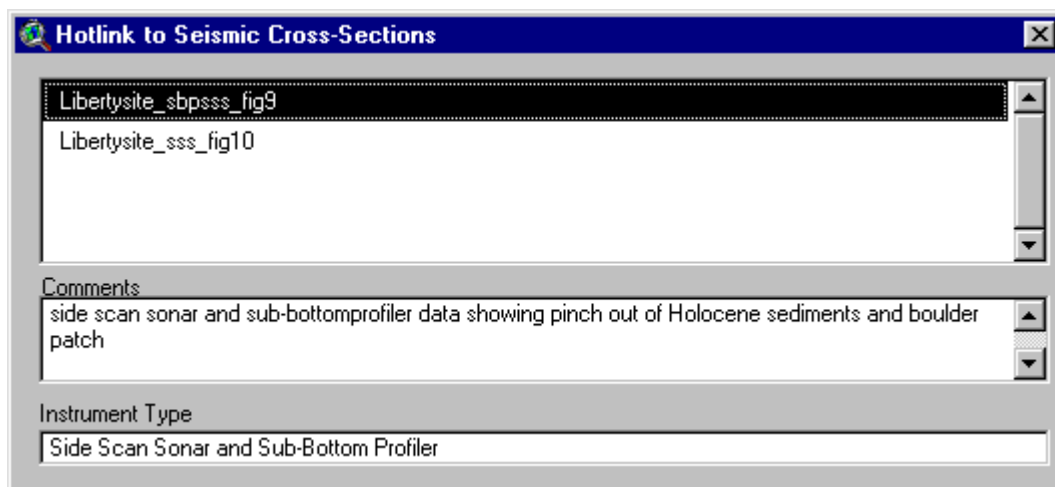 Hotlink to Seismic Cross-Sections
Libertysite_sbpsss_fig9
Libertysite_sss_fig10
Comments
side scan sonar and sub-bottomprofiler data showing pinch out of Holocene sediments and boulder
patch
Instrument Type
Side Scan Sonar and Sub-Bottom Profiler